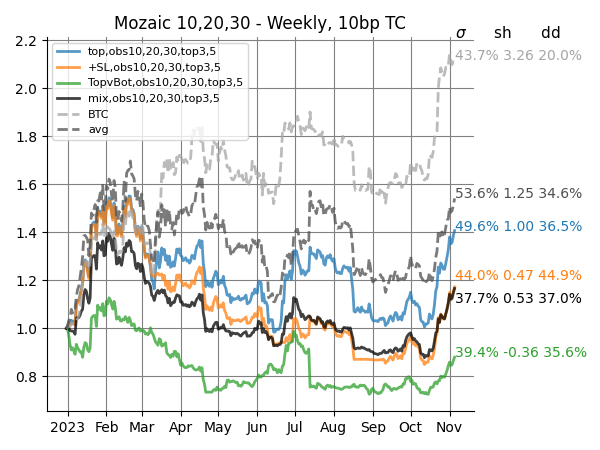 Mozaic 10,20,30 - Weekly, 10bp TC
σ sh dd
2.2
43.7% 3.26 20.0%
top,obs10,20,30,top3,5
+SL,obs10,20,30,top3,5
TopvBot,obs10,20,30,top3,5
mix,obs10,20,30,top3,5
BTC
avg
2.0
1.8
1.6
53.6% 1.25 34.6%
1.4
49.6% 1.00 36.5%
1.2
44.0% 0.47 44.9%
37.7% 0.53 37.0%
1.0
39.4% -0.36 35.6%
0.8
2023 Feb Mar Apr May Jun Jul Aug Sep Oct Nov